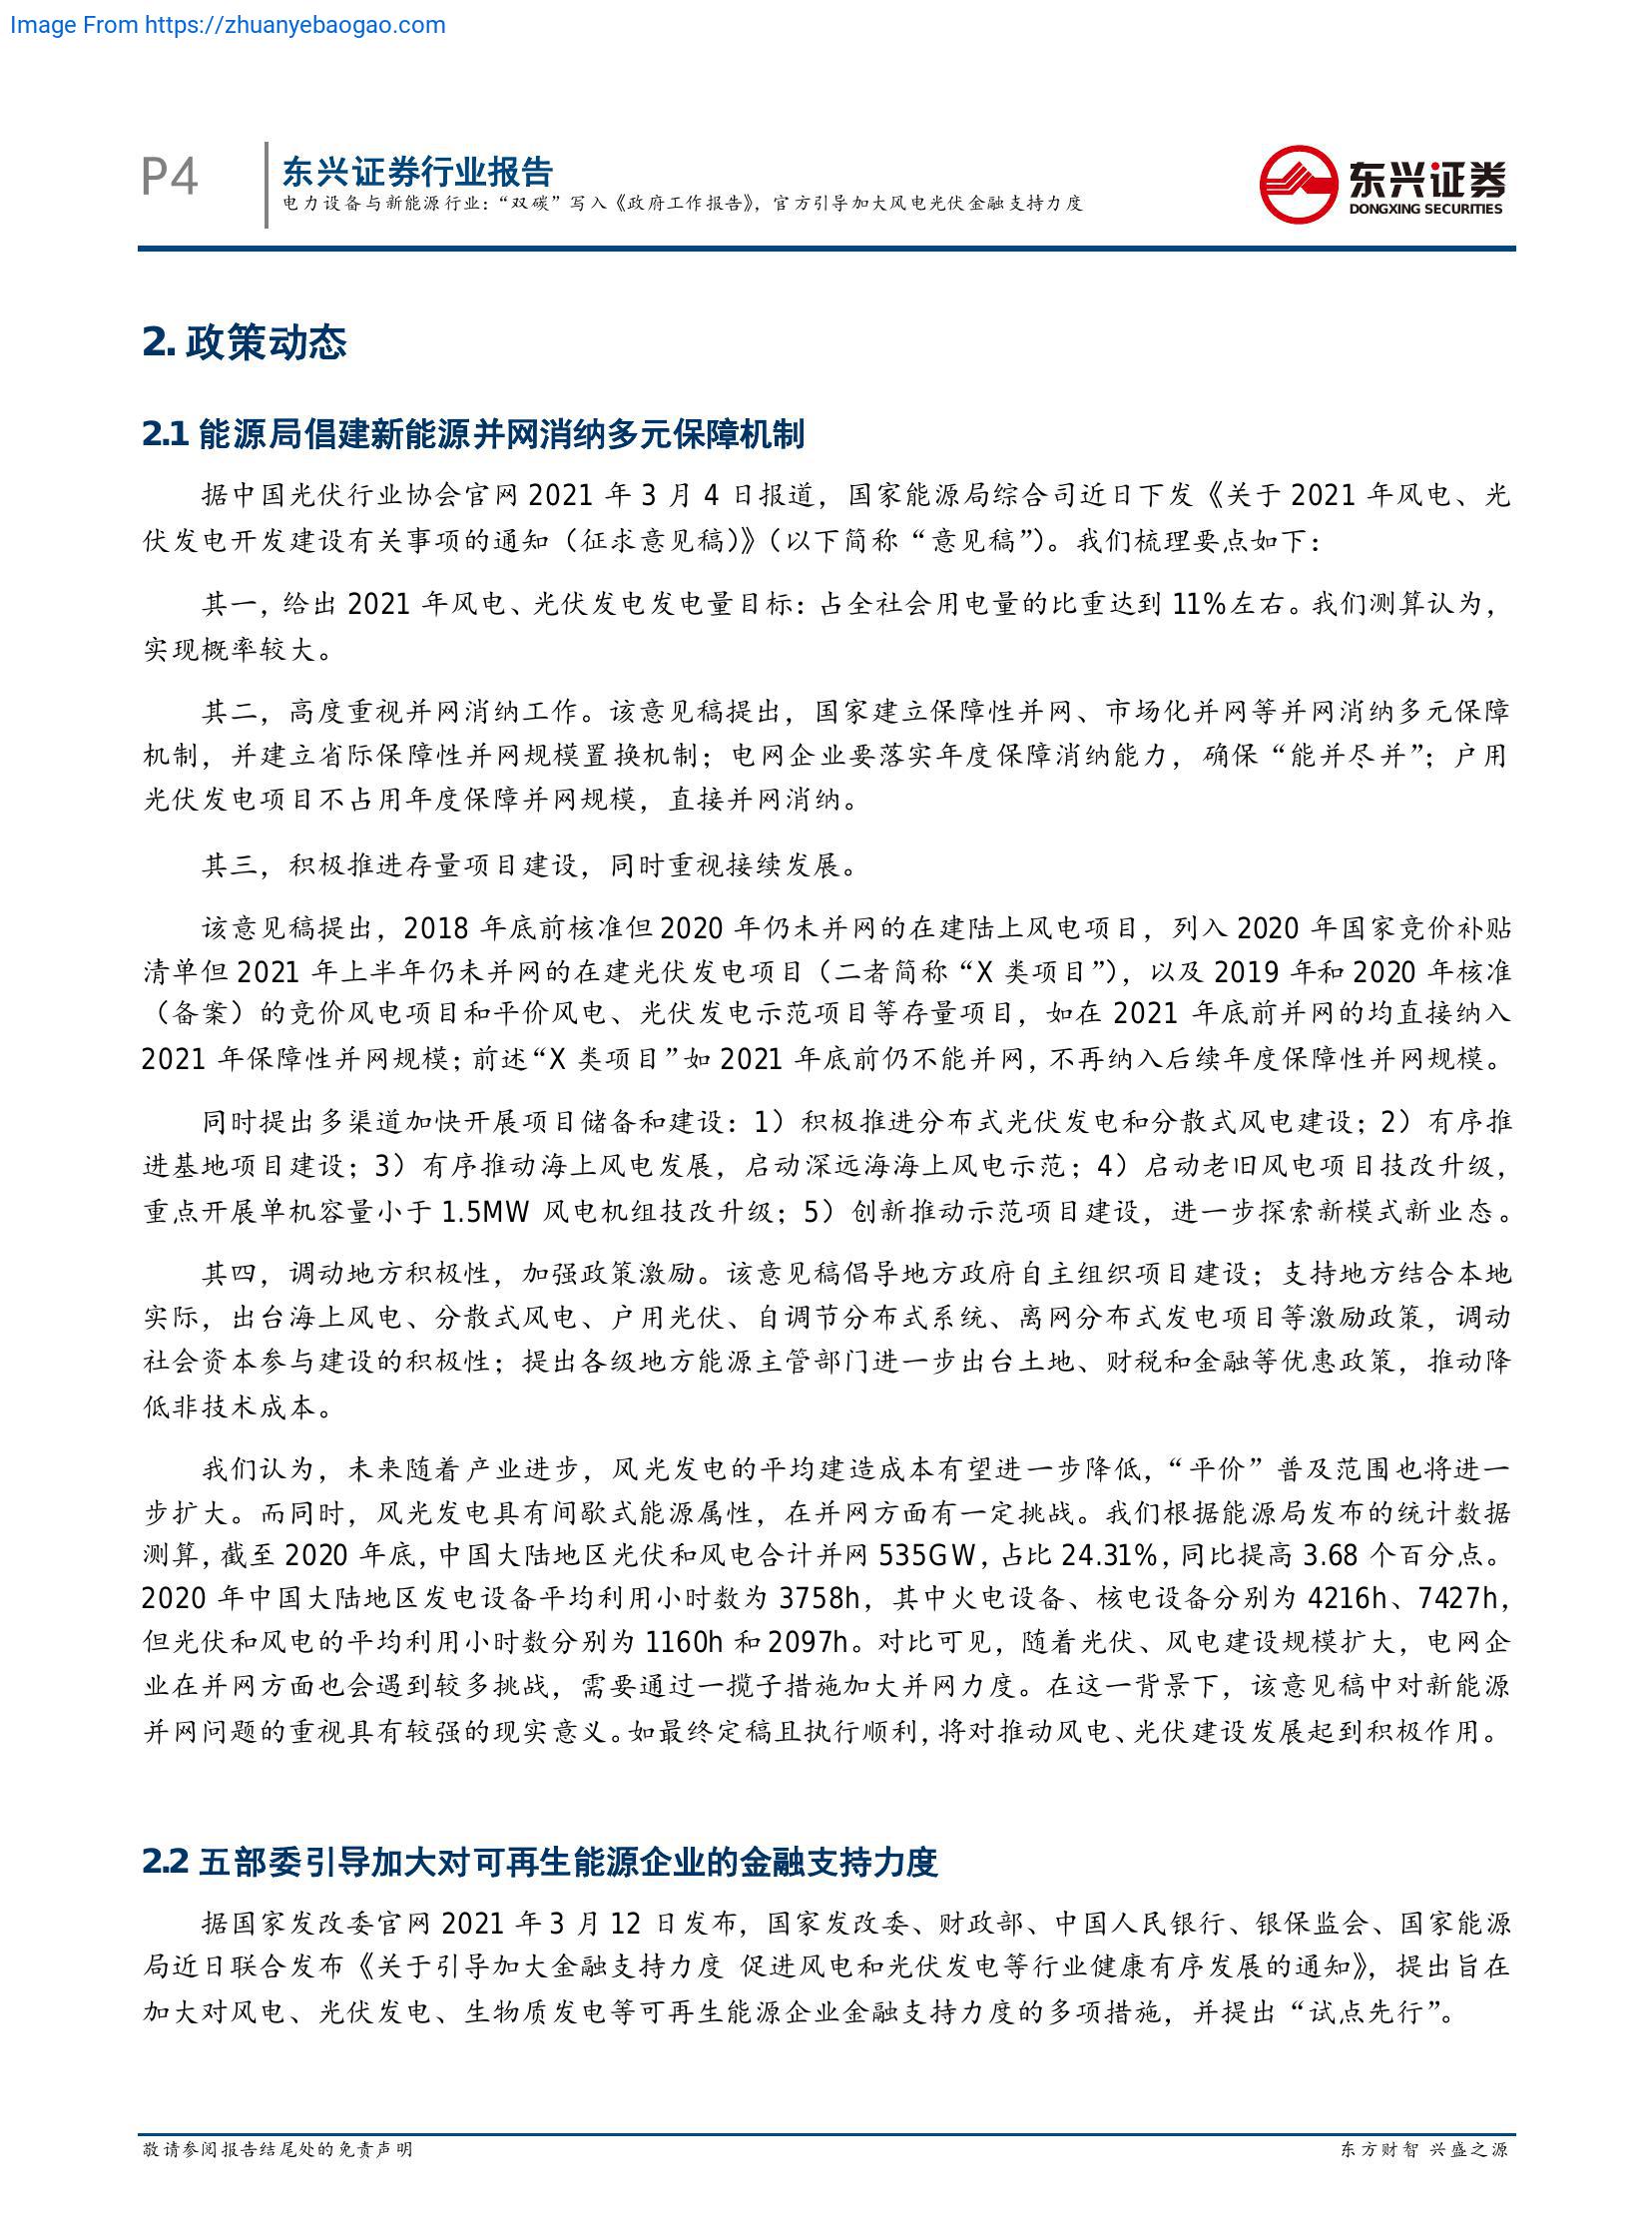 Image From https://zhuanyebaogao.com
P4
东兴证券行业报告
电力设备与新能源行业：“双碳”写入《政府工作报告》，官方引导加大风电光伏金融支持力度
东兴证券
DONGXING SECURITIES
2. 政策动态
2.1 能源局倡建新能源并网消纳多元保障机制
据中国光伏行业协会官网 2021 年 3 月 4 日报道，国家能源局综合司近日下发《关于 2021 年风电、光
伏发电开发建设有关事项的通知（征求意见稿）》（以下简称“意见稿”）。我们梳理要点如下：
其一，给出 2021 年风电、光伏发电发电量目标：占全社会用电量的比重达到 11%左右。我们测算认为，
实现概率较大。
其二，高度重视并网消纳工作。该意见稿提出，国家建立保障性并网、市场化并网等并网消纳多元保障
机制，并建立省际保障性并网规模置换机制；电网企业要落实年度保障消纳能力，确保“能并尽并”；户用
光伏发电项目不占用年度保障并网规模，直接并网消纳。
其三，积极推进存量项目建设，同时重视接续发展。
该意见稿提出，2018 年底前核准但 2020 年仍未并网的在建陆上风电项目，列入 2020 年国家竞价补贴
清单但 2021 年上半年仍未并网的在建光伏发电项目（二者简称“X 类项目”），以及 2019 年和 2020 年核准
（备案）的竞价风电项目和平价风电、光伏发电示范项目等存量项目，如在 2021 年底前并网的均直接纳入
2021 年保障性并网规模；前述“X 类项目”如 2021 年底前仍不能并网，不再纳入后续年度保障性并网规模。
同时提出多渠道加快开展项目储备和建设：1）积极推进分布式光伏发电和分散式风电建设；2）有序推
进基地项目建设；3）有序推动海上风电发展，启动深远海海上风电示范；4）启动老旧风电项目技改升级，
重点开展单机容量小于 1.5MW 风电机组技改升级；5）创新推动示范项目建设，进一步探索新模式新业态。
其四，调动地方积极性，加强政策激励。该意见稿倡导地方政府自主组织项目建设；支持地方结合本地
实际，出台海上风电、分散式风电、户用光伏、自调节分布式系统、离网分布式发电项目等激励政策，调动
社会资本参与建设的积极性；提出各级地方能源主管部门进一步出台土地、财税和金融等优惠政策，推动降
低非技术成本。
我们认为，未来随着产业进步，风光发电的平均建造成本有望进一步降低，“平价”普及范围也将进一
步扩大。而同时，风光发电具有间歇式能源属性，在并网方面有一定挑战。我们根据能源局发布的统计数据
测算，截至 2020 年底，中国大陆地区光伏和风电合计并网 535GW，占比 24.31%，同比提高 3.68 个百分点。
2020 年中国大陆地区发电设备平均利用小时数为 3758h，其中火电设备、核电设备分别为 4216h、7427h，
但光伏和风电的平均利用小时数分别为 1160h 和 2097h。对比可见，随着光伏、风电建设规模扩大，电网企
业在并网方面也会遇到较多挑战，需要通过一揽子措施加大并网力度。在这一背景下，该意见稿中对新能源
并网问题的重视具有较强的现实意义。如最终定稿且执行顺利，将对推动风电、光伏建设发展起到积极作用。
2.2 五部委引导加大对可再生能源企业的金融支持力度
据国家发改委官网 2021 年 3 月 12 日发布，国家发改委、财政部、中国人民银行、银保监会、国家能源
局近日联合发布《关于引导加大金融支持力度 促进风电和光伏发电等行业健康有序发展的通知》，提出旨在
加大对风电、光伏发电、生物质发电等可再生能源企业金融支持力度的多项措施，并提出“试点先行”。
敬请参阅报告结尾处的免责声明
东方财智 兴盛之源